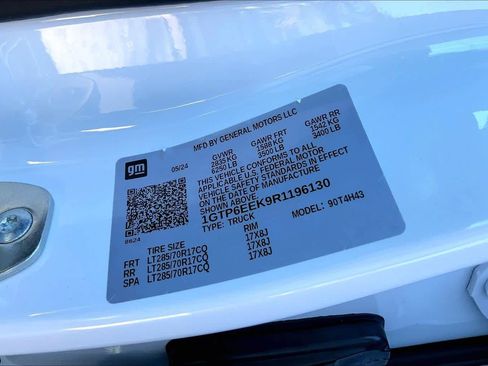 gm
MFD BY GENERAL MOTORS LLC
05/24 GVWR GAWR FRT GAWR RR
2835 KG 1588 KG 1542 KG
6250 LB 3500 LB 3400 LB
THIS VEHICLE CONFORMS TO ALL
APPLICABLE U.S. FEDERAL MOTOR
VEHICLE SAFETY STANDARDS IN EFFECT
ON THE DATE OF MANUFACTURE
SHOWN ABOVE
1GTP6EEK9R1196130
TYPE: TRUCK MODEL: 90T4H43
8624
TIRE SIZE RIM
FRT LT285/70R17CQ 17X8J
RR LT285/70R17CQ 17X8J
SPA LT285/70R17CQ 17X8J